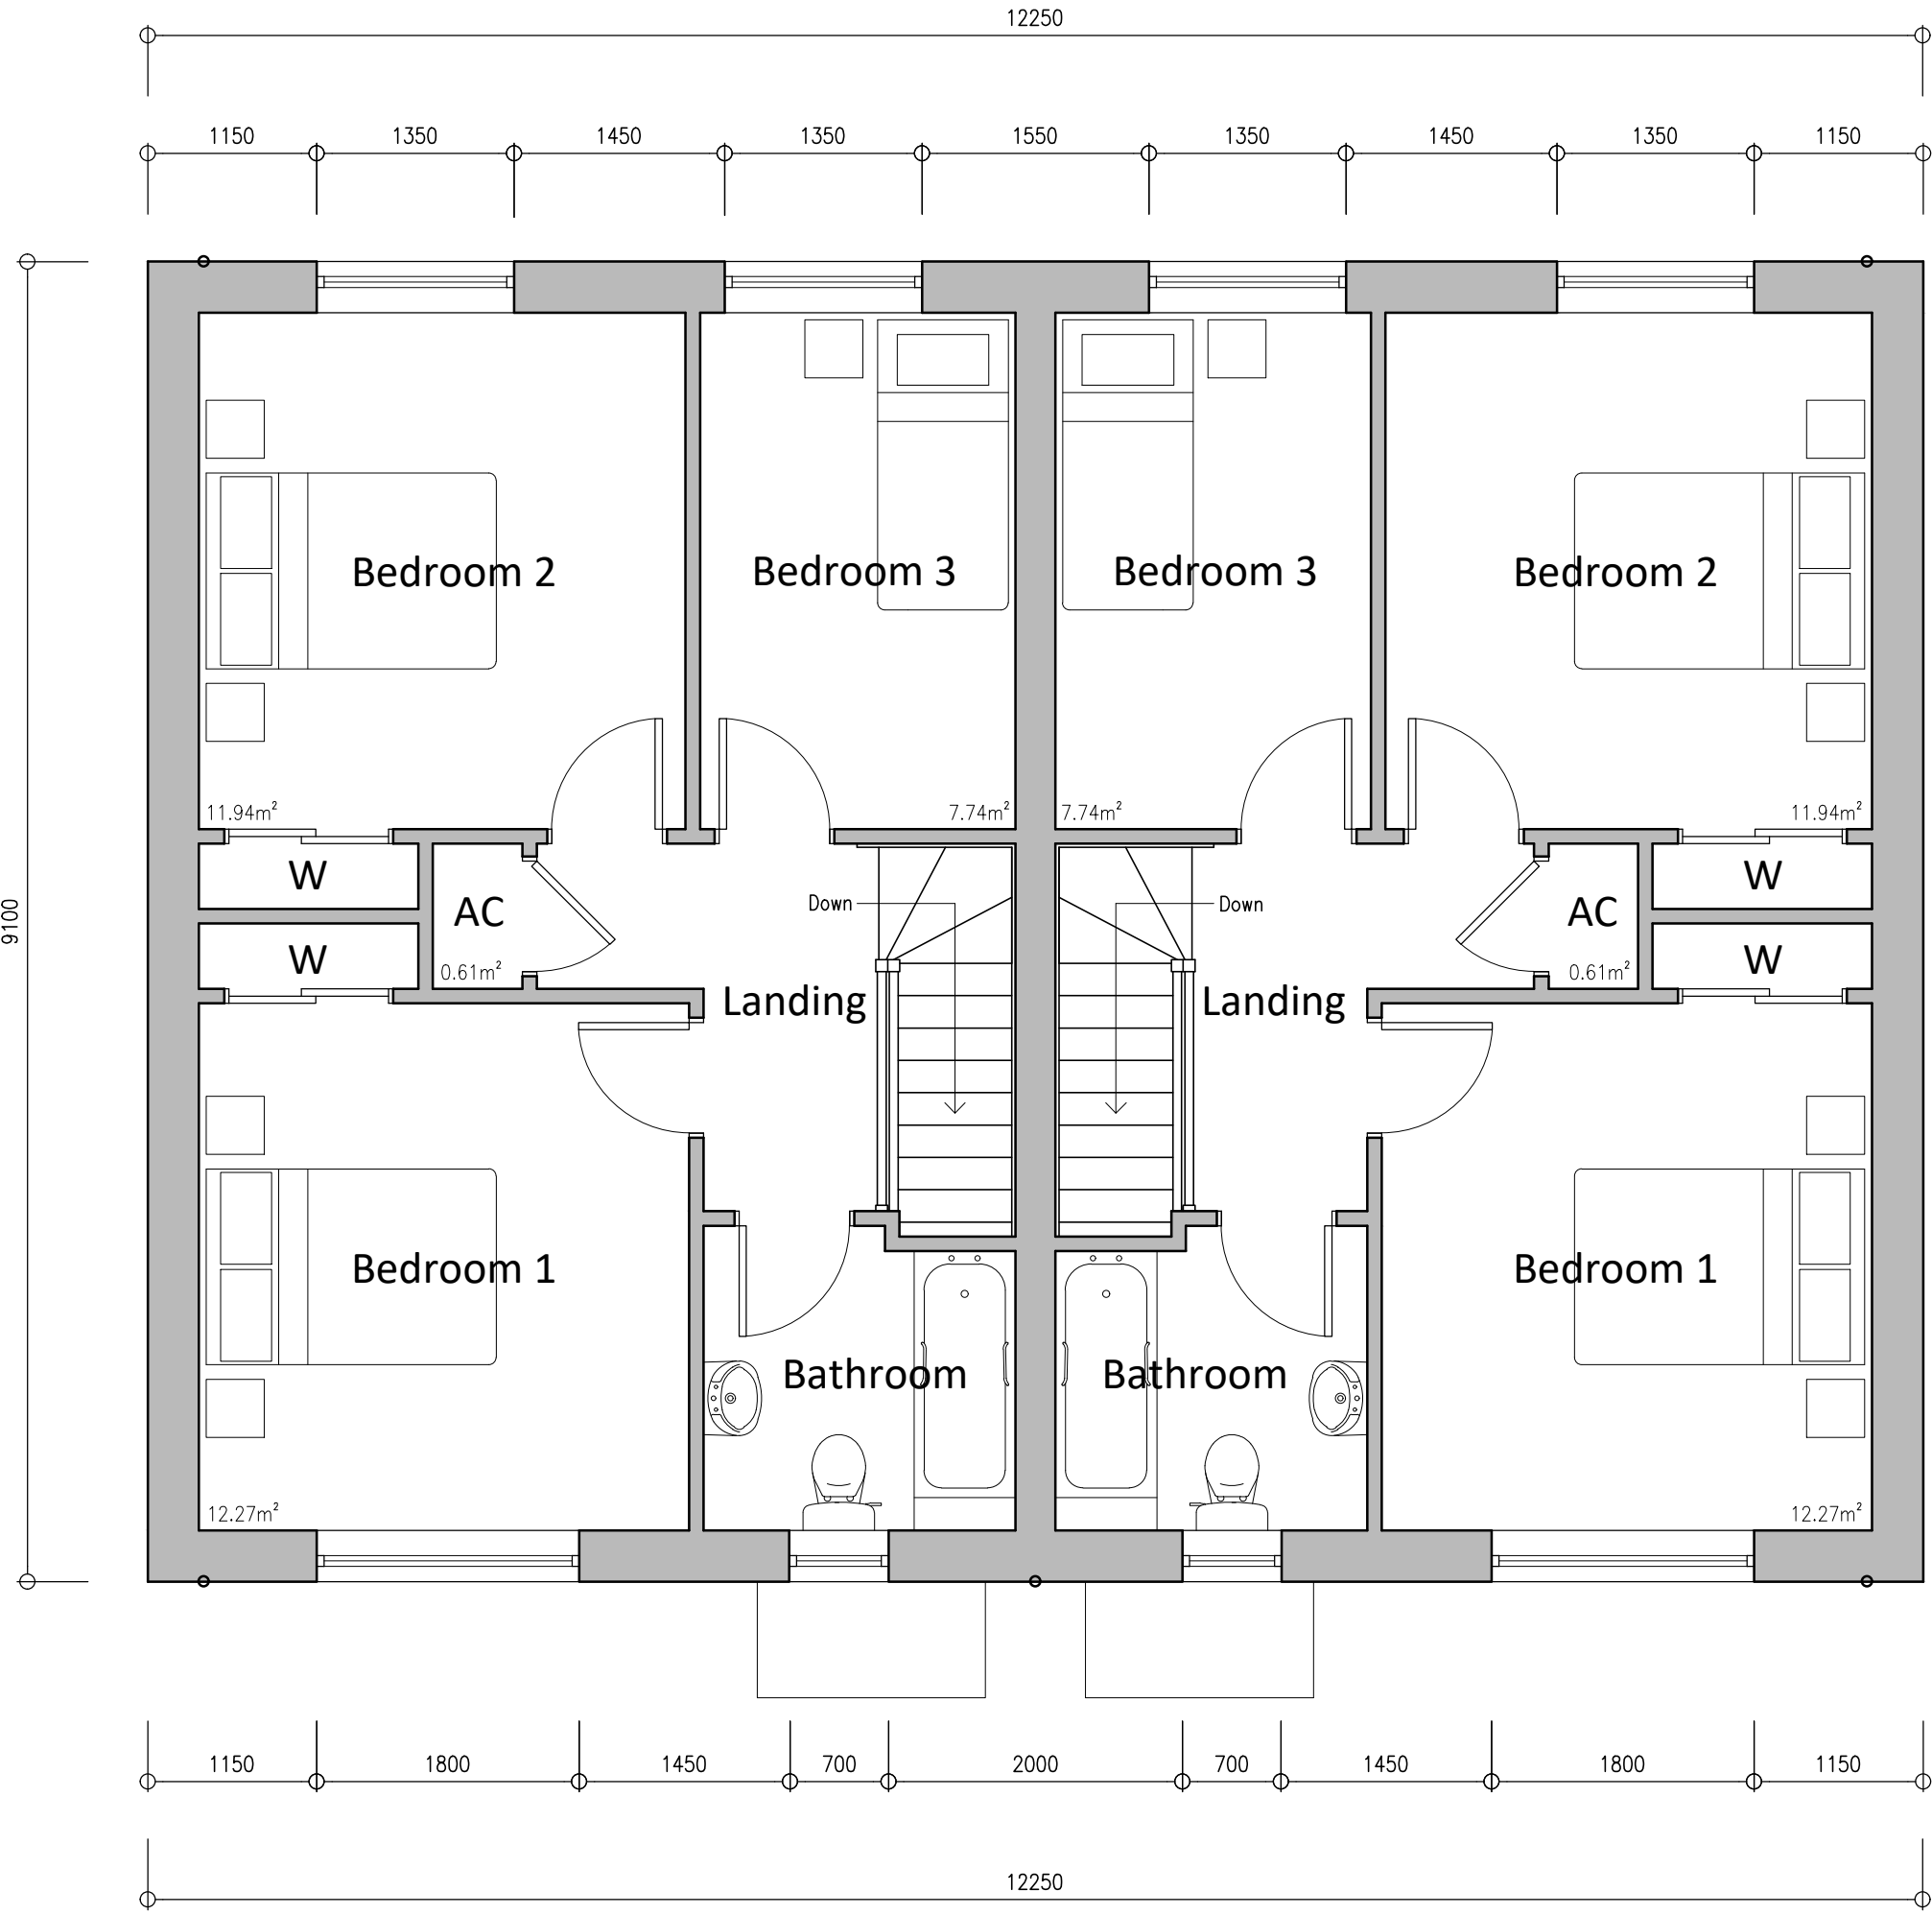 12250
1150 1350 1450 1350 1550 1350 1450 1350 1150
Bedroom 2 Bedroom 3 Bedroom 3 Bedroom 2
11.94m² 7.74m² 7.74m² 11.94m²
W W
Down Down
AC AC
9100
W W
0.61m² 0.61m²
Landing Landing
Bedroom 1 Bedroom 1
Bathroom Bathroom
12.27m² 12.27m²
1150 1800 1450 700 2000 700 1450 1800 1150
12250